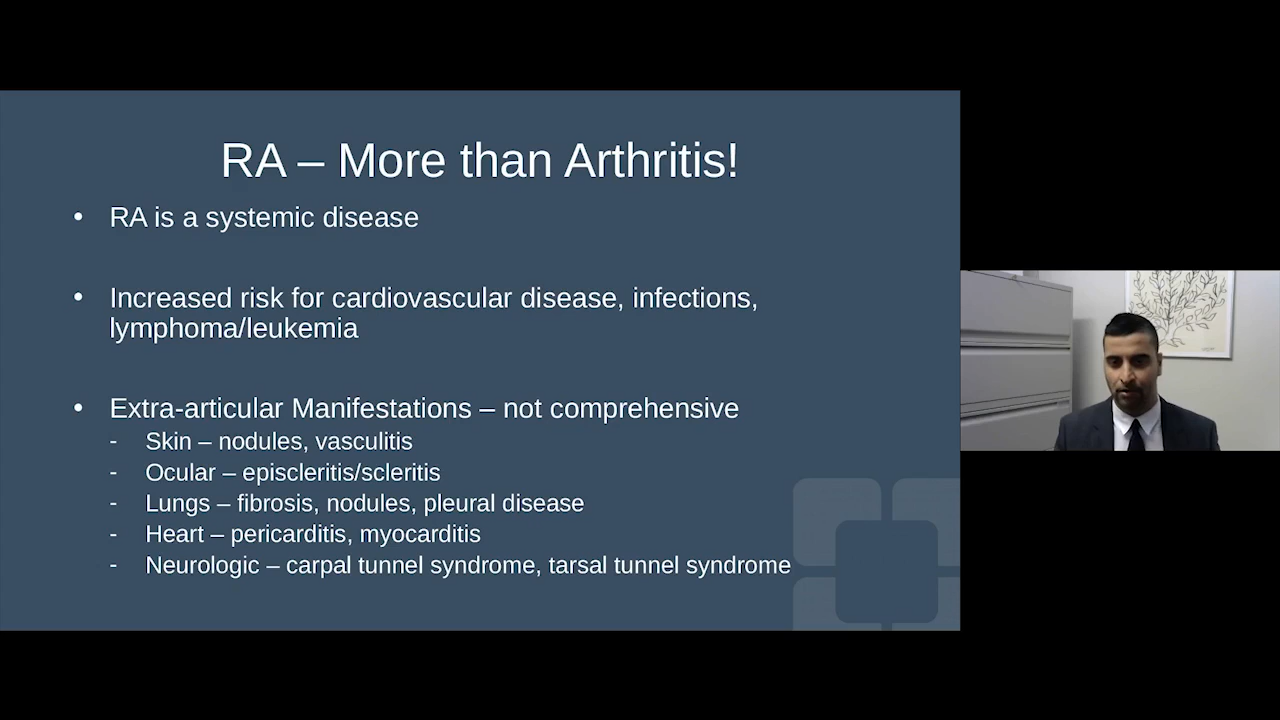 RA – More than Arthritis!
• RA is a systemic disease
• Increased risk for cardiovascular disease, infections,
lymphoma/leukemia
• Extra-articular Manifestations – not comprehensive
- Skin – nodules, vasculitis
- Ocular – episcleritis/scleritis
- Lungs – fibrosis, nodules, pleural disease
- Heart – pericarditis, myocarditis
- Neurologic – carpal tunnel syndrome, tarsal tunnel syndrome